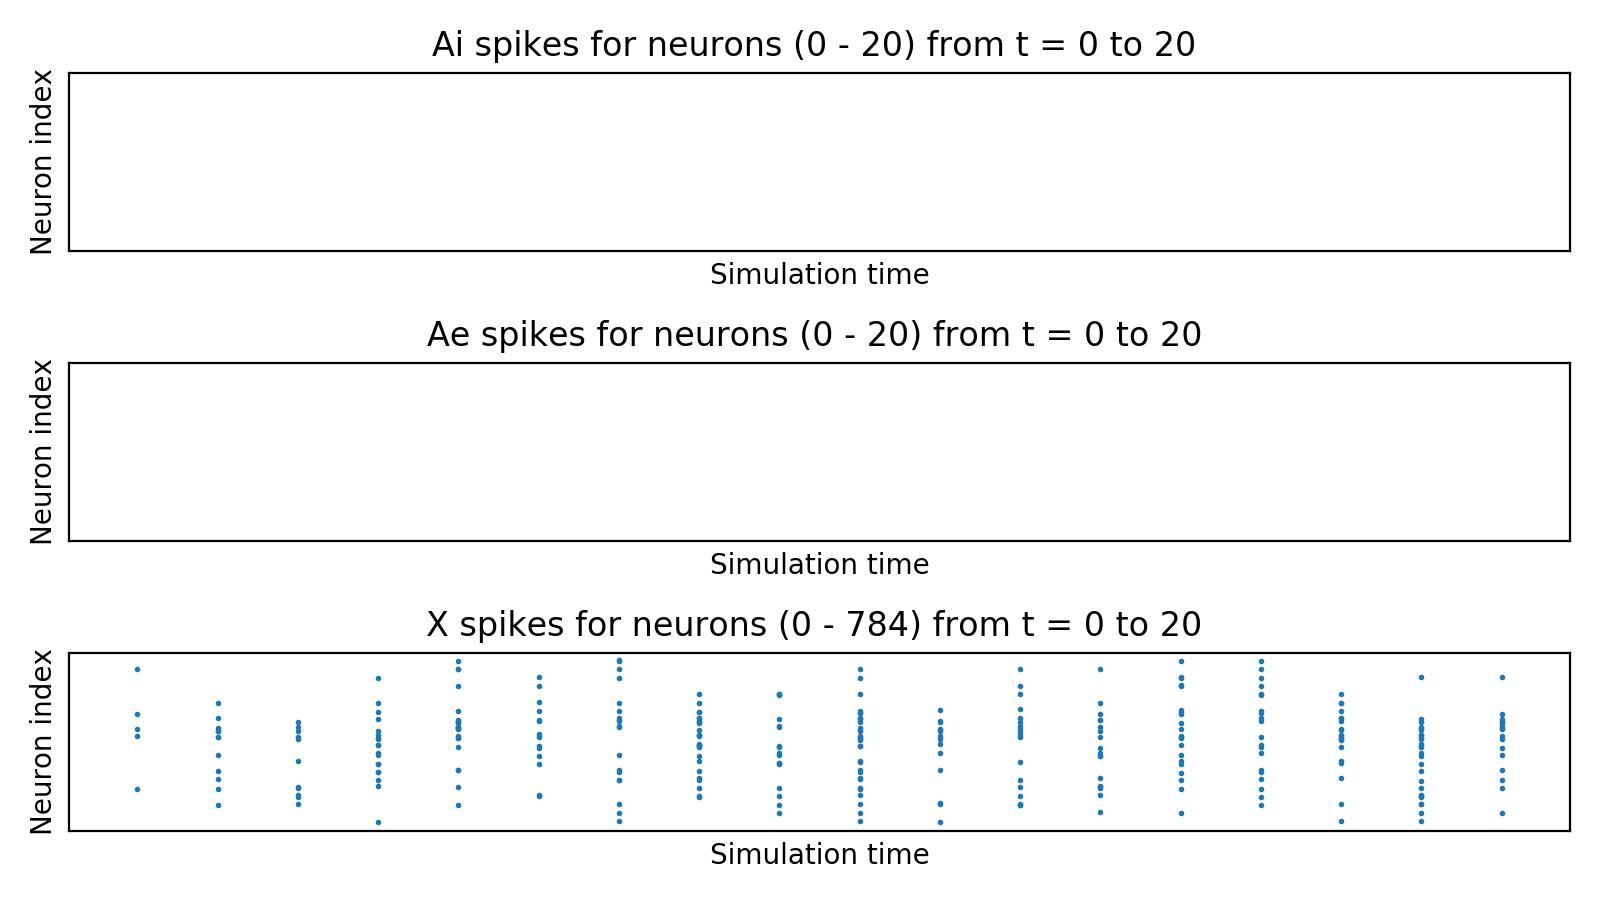 Ai spikes for neurons (0 - 20) from t = 0 to 20
Neuron index
Simulation time
Ae spikes for neurons (0 - 20) from t = 0 to 20
Neuron index
Simulation time
X spikes for neurons (0 - 784) from t = 0 to 20
Neuron index
Simulation time